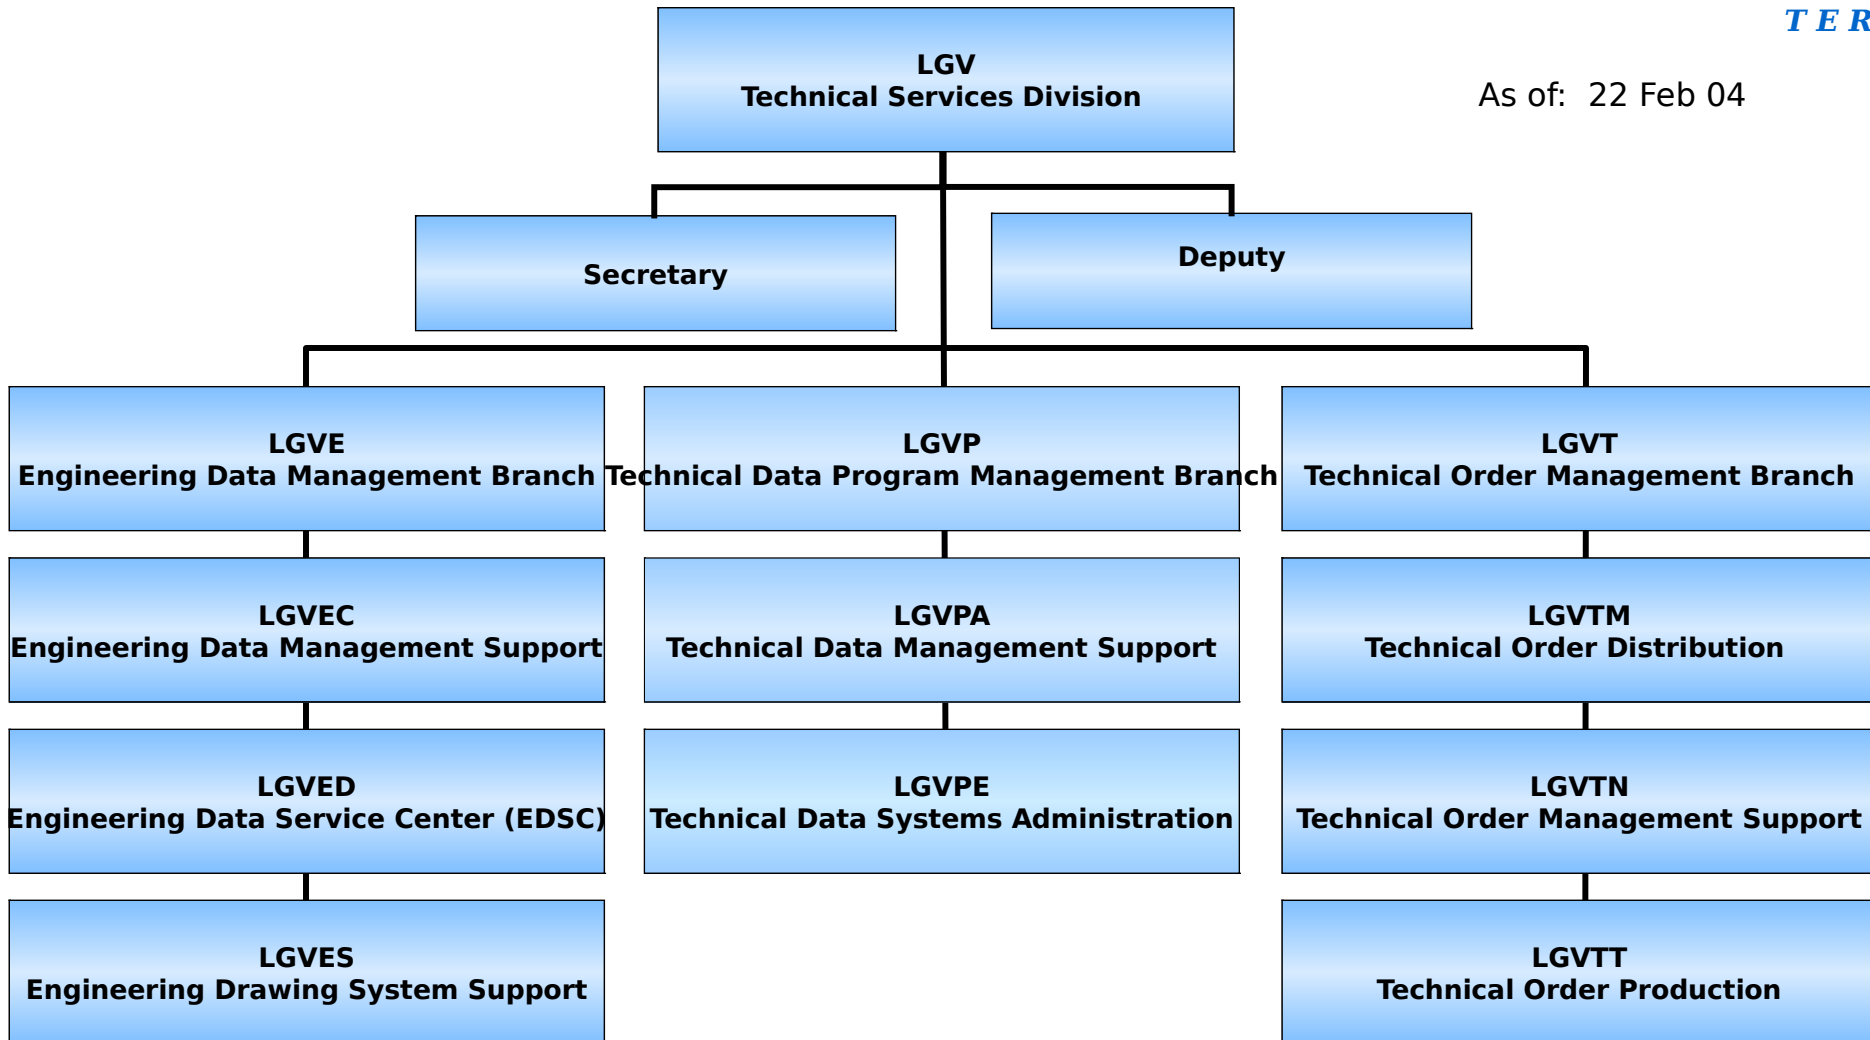 T E R
LGV
Technical Services Division
As of:  22 Feb 04
Secretary
Deputy
LGVE
Engineering Data Management Branch
LGVP
Technical Data Program Management Branch
LGVT
Technical Order Management Branch
LGVEC
Engineering Data Management Support
LGVPA
Technical Data Management Support
LGVTM
Technical Order Distribution
LGVED
Engineering Data Service Center (EDSC)
LGVPE
Technical Data Systems Administration
LGVTN
Technical Order Management Support
LGVES
Engineering Drawing System Support
LGVTT
Technical Order Production